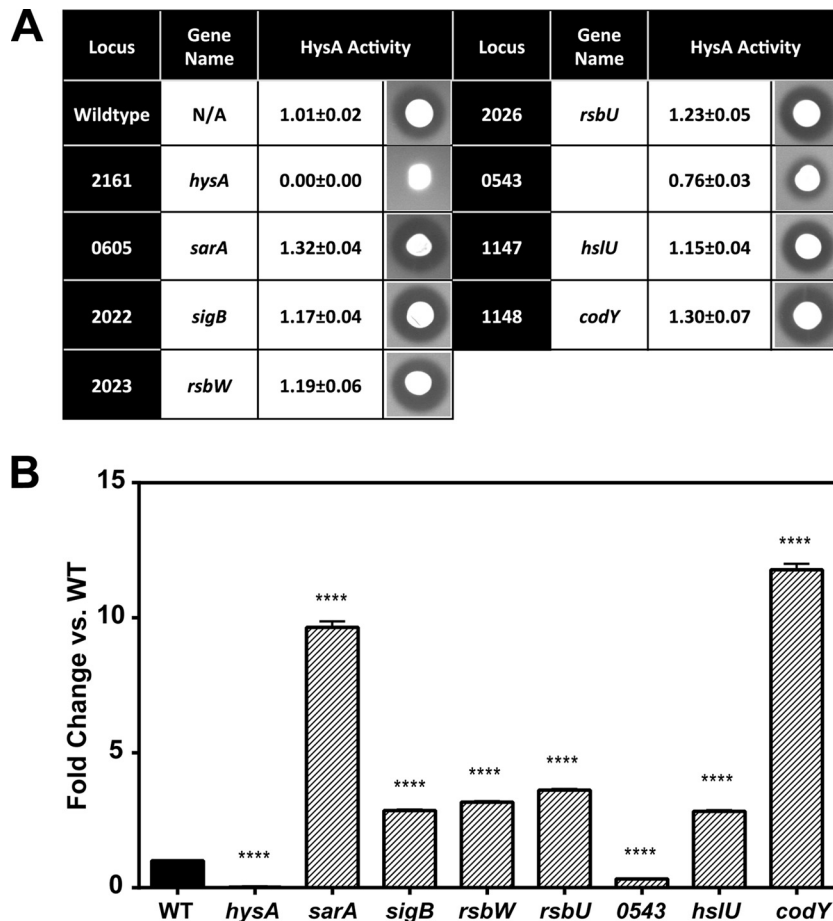 A
Locus Gene Name HysA Activity Locus Gene Name HysA Activity
Wildtype N/A 1.01±0.02 2026 rsbU 1.23±0.05
2161 hysA 0.00±0.00 0543 0.76±0.03
0605 sarA 1.32±0.04 1147 hslU 1.15±0.04
2022 sigB 1.17±0.04 1148 codY 1.30±0.07
2023 rsbW 1.19±0.06
B
Fold Change vs. WT
15
10
5
0
**** **** **** **** **** **** **** ****
WT hysA sarA sigB rsbW rsbU 0543 hslU codY